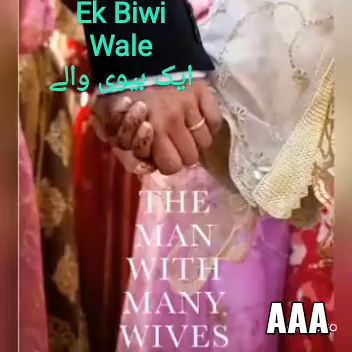 Ek Biwi
Wale
ایک بیوی والے
THE
MAN
WITH
MANY
WIVES
AAA